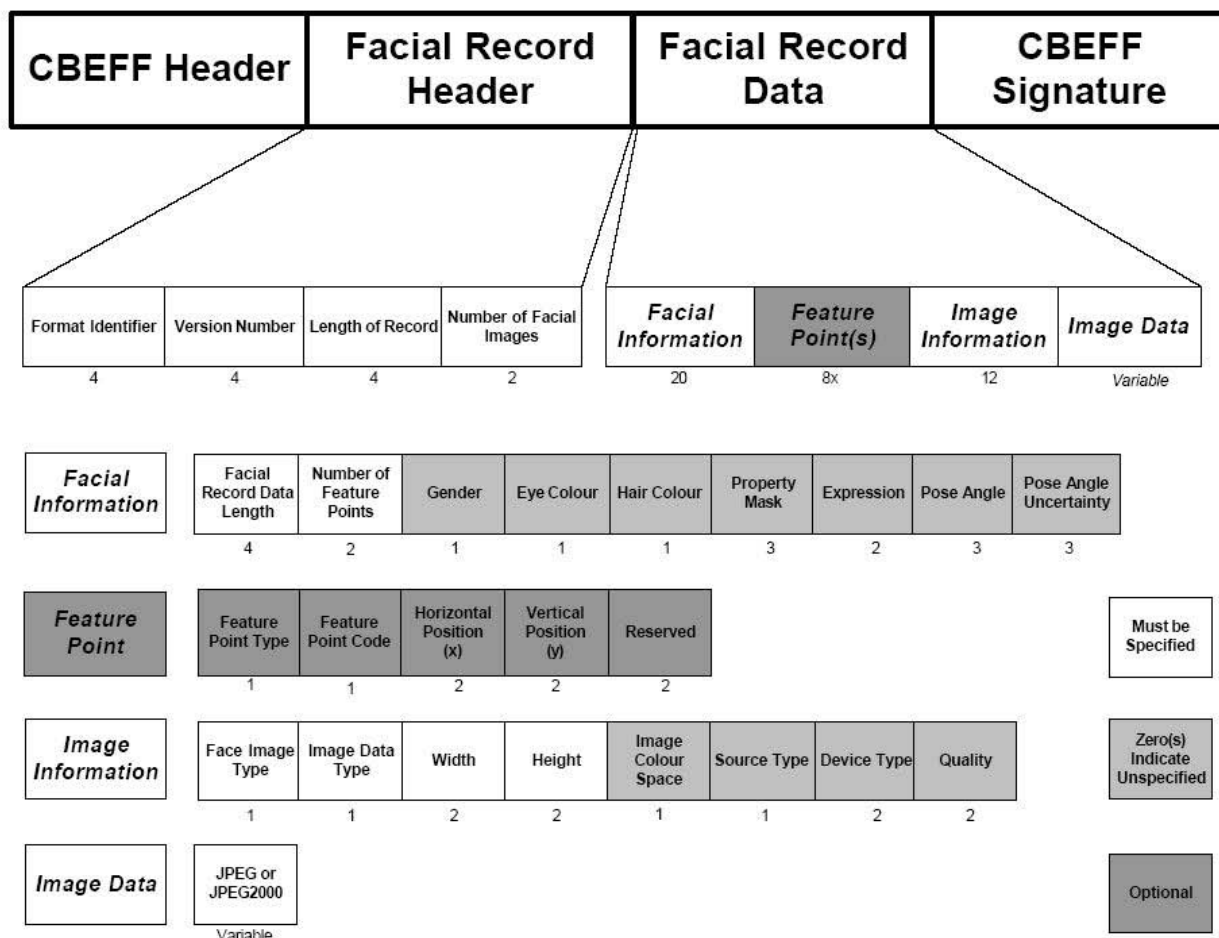 CBEFF Header
Facial Record
Header
Facial Record
Data
CBEFF
Signature
Format Identifier
Version Number
Length of Record
Number of Facial
Images
Facial
Information
Feature
Point(s)
Image
Information
Image Data
4
4
4
2
20
8x
12
Variable
Facial
Information
Facial
Record Data
Length
Number of
Feature
Points
Gender
Eye Colour
Hair Colour
Property
Mask
Expression
Pose Angle
Pose Angle
Uncertainty
4
2
1
1
1
3
2
3
3
Feature
Point
Feature
Point Type
Feature
Point Code
Horizontal
Position
(x)
Vertical
Position
(y)
Reserved
Must be
Specified
1
1
2
2
2
Image
Information
Face Image
Type
Image Data
Type
Width
Height
Image
Colour
Space
Source Type
Device Type
Quality
Zero(s)
Indicate
Unspecified
1
1
2
2
1
1
2
2
Image Data
JPEG or
JPEG2000
Optional
Variable